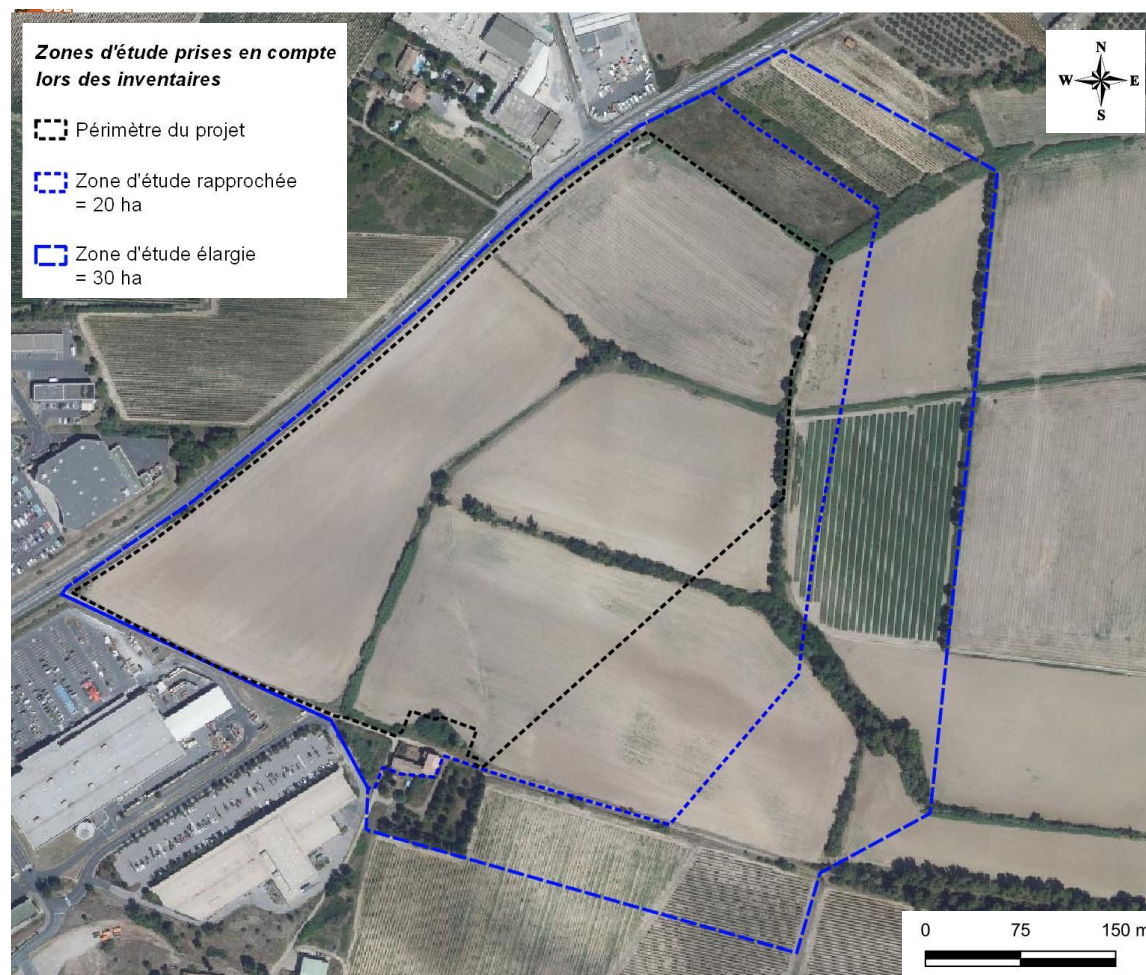 Zones d'étude prises en compte
lors des inventaires
Périmètre du projet
Zone d'étude rapprochée
= 20 ha
Zone d'étude élargie
= 30 ha
N
W E
S
0 75 150 m